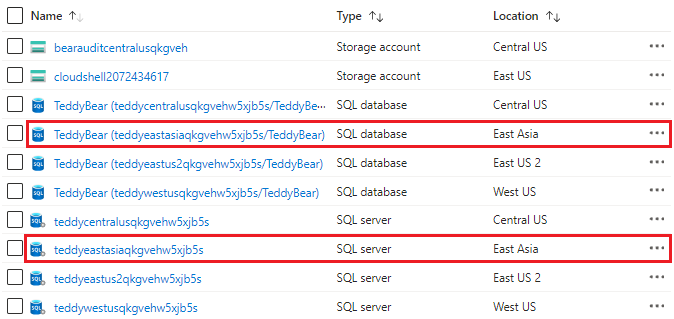 Name ↑↓ Type ↑↓ Location ↑↓
bearauditcentralusqkgveh Storage account Central US ...
cloudshell2072434617 Storage account East US ...
TeddyBear (teddycentralusqkgvehw5xjb5s/TeddyBe... SQL database Central US ...
TeddyBear (teddyeastasiaqkgvehw5xjb5s/TeddyBear) SQL database East Asia ...
TeddyBear (teddyeastus2qkgvehw5xjb5s/TeddyBear) SQL database East US 2 ...
TeddyBear (teddywestusqkgvehw5xjb5s/TeddyBear) SQL database West US ...
teddycentralusqkgvehw5xjb5s SQL server Central US ...
teddyeastasiaqkgvehw5xjb5s SQL server East Asia ...
teddyeastus2qkgvehw5xjb5s SQL server East US 2 ...
teddywestusqkgvehw5xjb5s SQL server West US ...